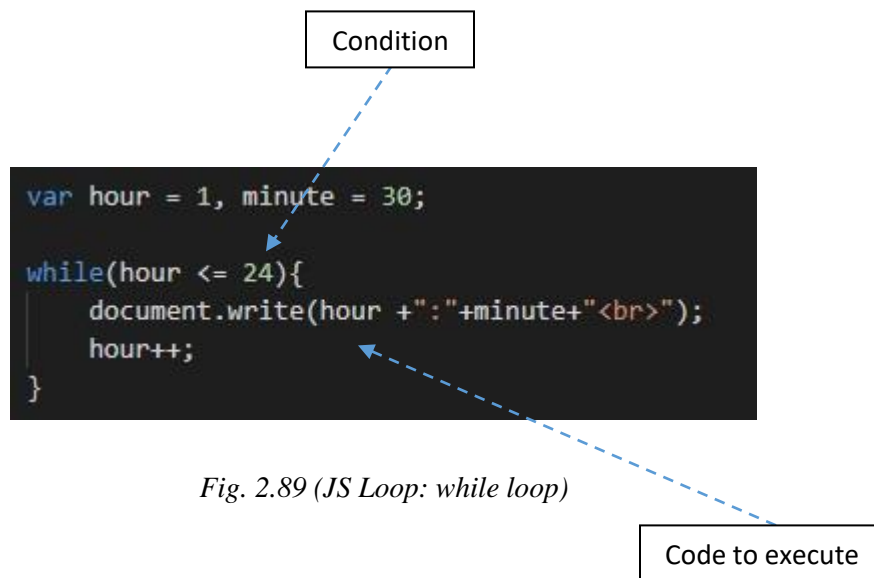 Condition
var hour = 1, minute = 30;
while(hour <= 24){
document.write(hour +":"+minute+"<br>");
hour++;
}
Fig. 2.89 (JS Loop: while loop)
Code to execute